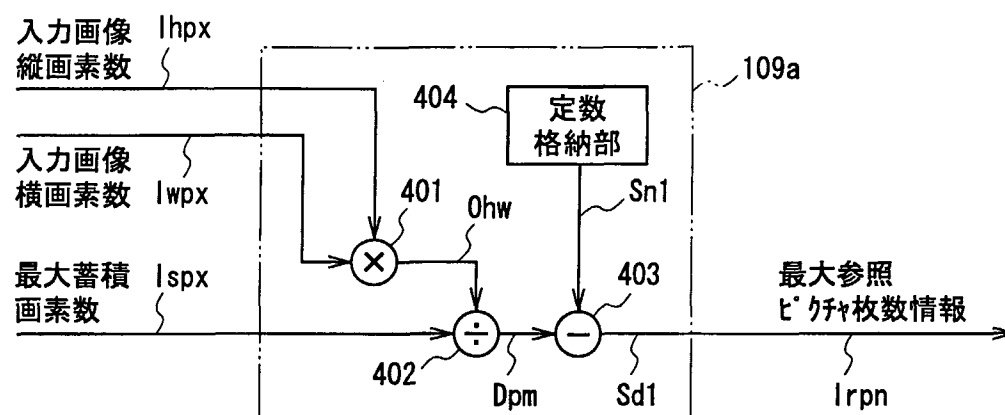 入力画像 Ihpx
縦画素数
109a
404
定数
格納部
入力画像
横画素数 Iwpx
401
Ohw
Sn1
×
最大蓄積 Ispx
画素数
403
最大参照
ﾋﾟｸﾁｬ枚数情報
÷
−
402
Dpm
Sd1
Irpn